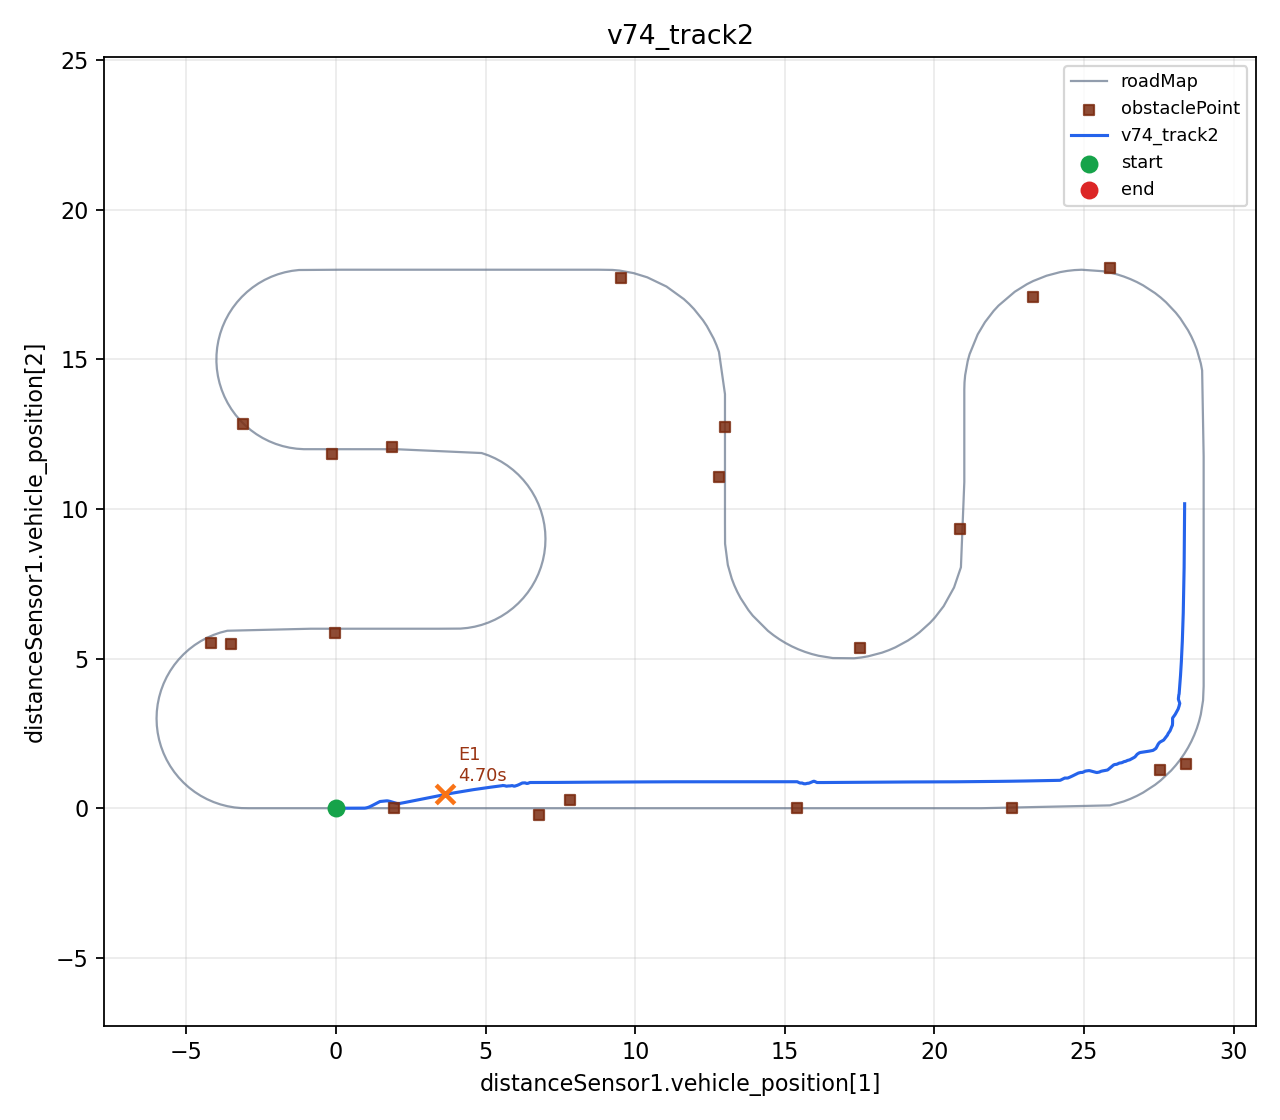 v74_track2
roadMap
obstaclePoint
v74_track2
start
end
25
20
15
10
5
0
−5
E1
4.70s
−5
0
5
10
15
20
25
30
distanceSensor1.vehicle_position[1]
distanceSensor1.vehicle_position[2]